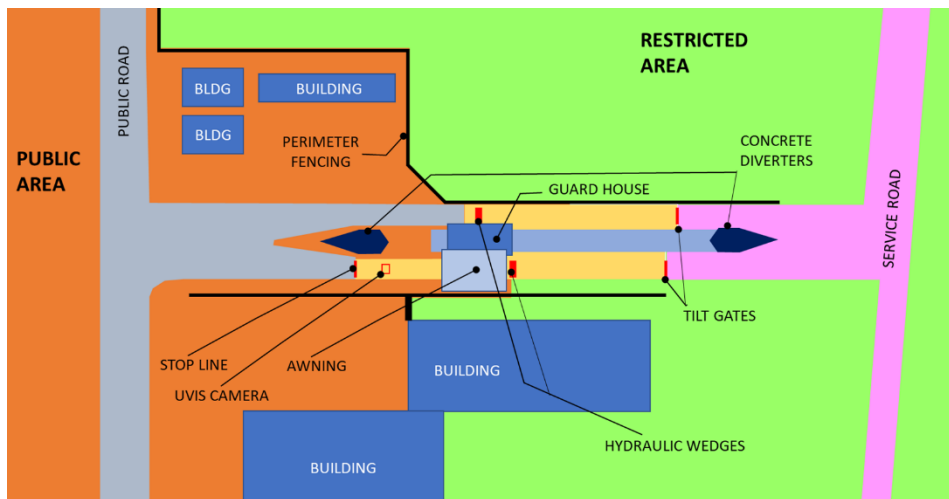 PUBLIC ROAD
RESTRICTED
AREA
BLDG
BUILDING
BLDG
PERIMETER
FENCING
CONCRETE
DIVERTERS
PUBLIC
AREA
GUARD HOUSE
SERVICE ROAD
TILT GATES
STOP LINE
AWNING
UVIS CAMERA
BUILDING
HYDRAULIC WEDGES
BUILDING